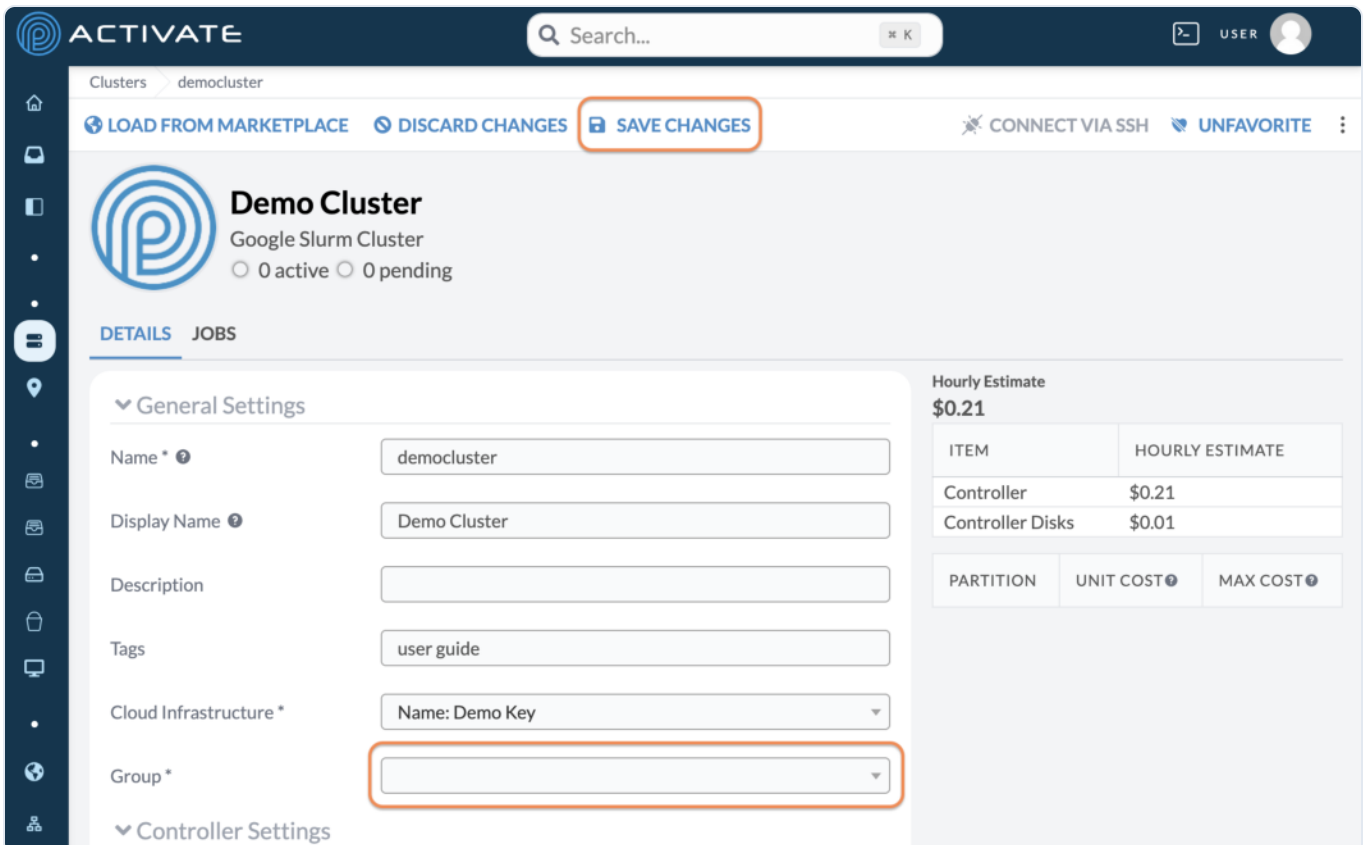 ACTIVATE
Search...
⌘ K
USER
Clusters democluster
LOAD FROM MARKETPLACE DISCARD CHANGES SAVE CHANGES CONNECT VIA SSH UNFAVORITE
Demo Cluster
Google Slurm Cluster
0 active 0 pending
DETAILS JOBS
General Settings
Name *
democluster
Display Name
Demo Cluster
Description
Tags
user guide
Cloud Infrastructure *
Name: Demo Key
Group *
Controller Settings
Hourly Estimate
$0.21
ITEM HOURLY ESTIMATE
Controller $0.21
Controller Disks $0.01
PARTITION UNIT COST MAX COST